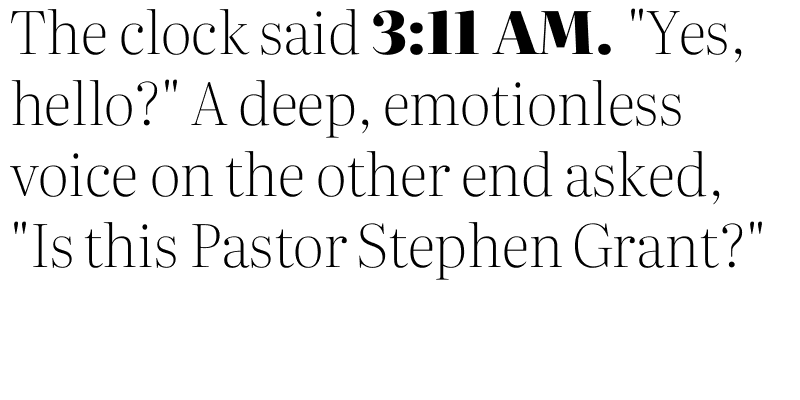 The clock said 3:11 AM. "Yes,
hello?" A deep, emotionless
voice on the other end asked,
"Is this Pastor Stephen Grant?"